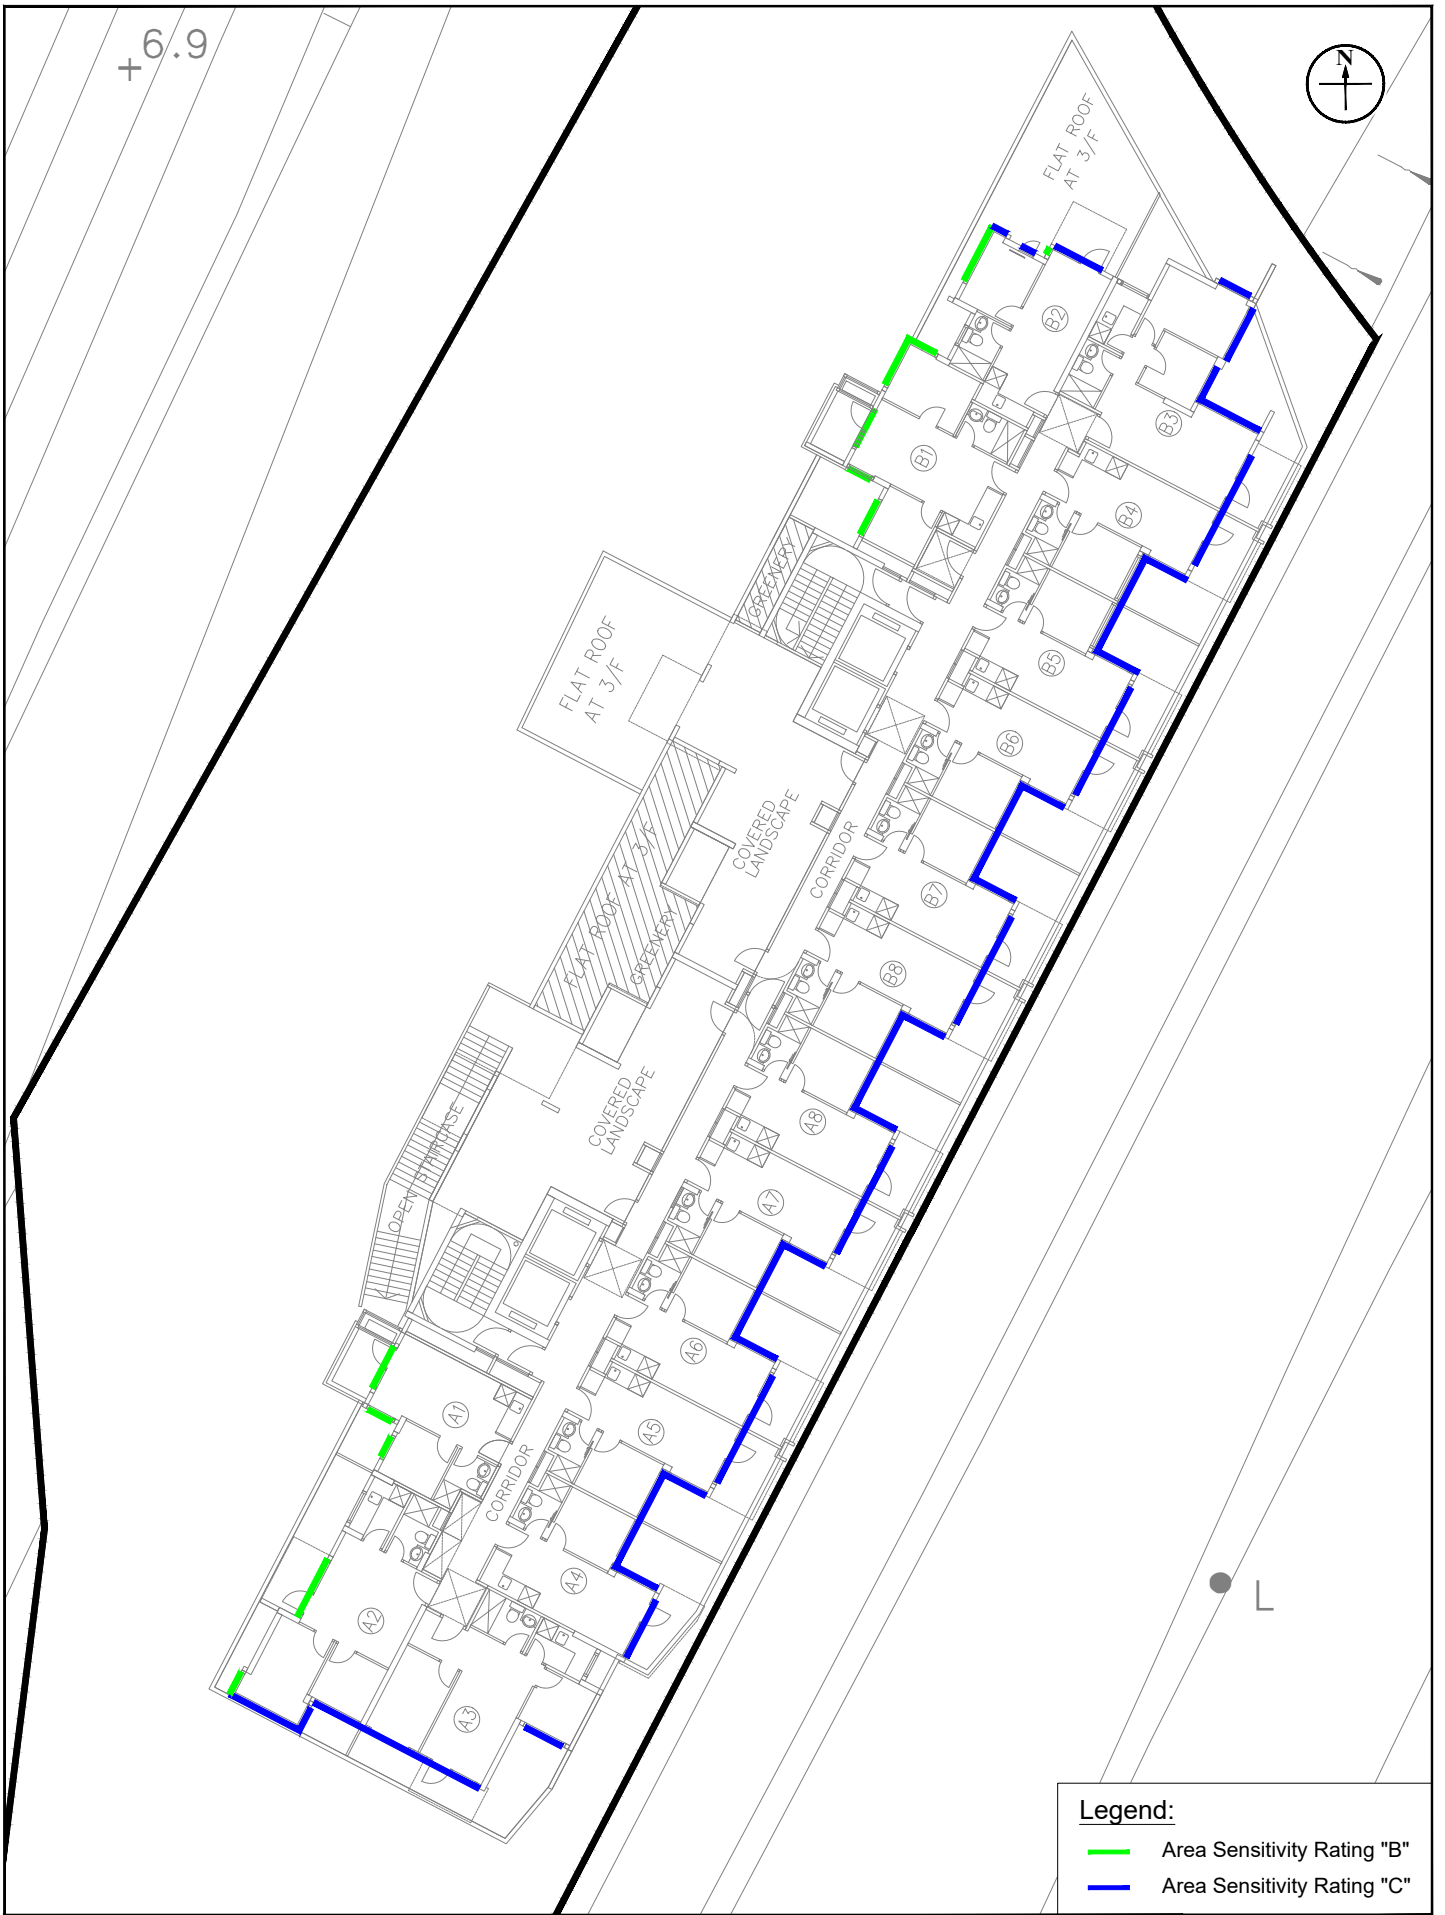 6.9
N
FLAT ROOF
AT 3/F
B2
B3
B1
B4
GREENERY
FLAT ROOF
AT 3/F
B5
B6
COVERED
LANDSCAPE
CORRIDOR
FLAT ROOF AT 3/F
GREENERY
B7
B8
COVERED
LANDSCAPE
OPEN STAIRCASE
A8
A7
A6
A1
A5
CORRIDOR
A4
A2
A3
L
Legend:
Area Sensitivity Rating "B"
Area Sensitivity Rating "C"